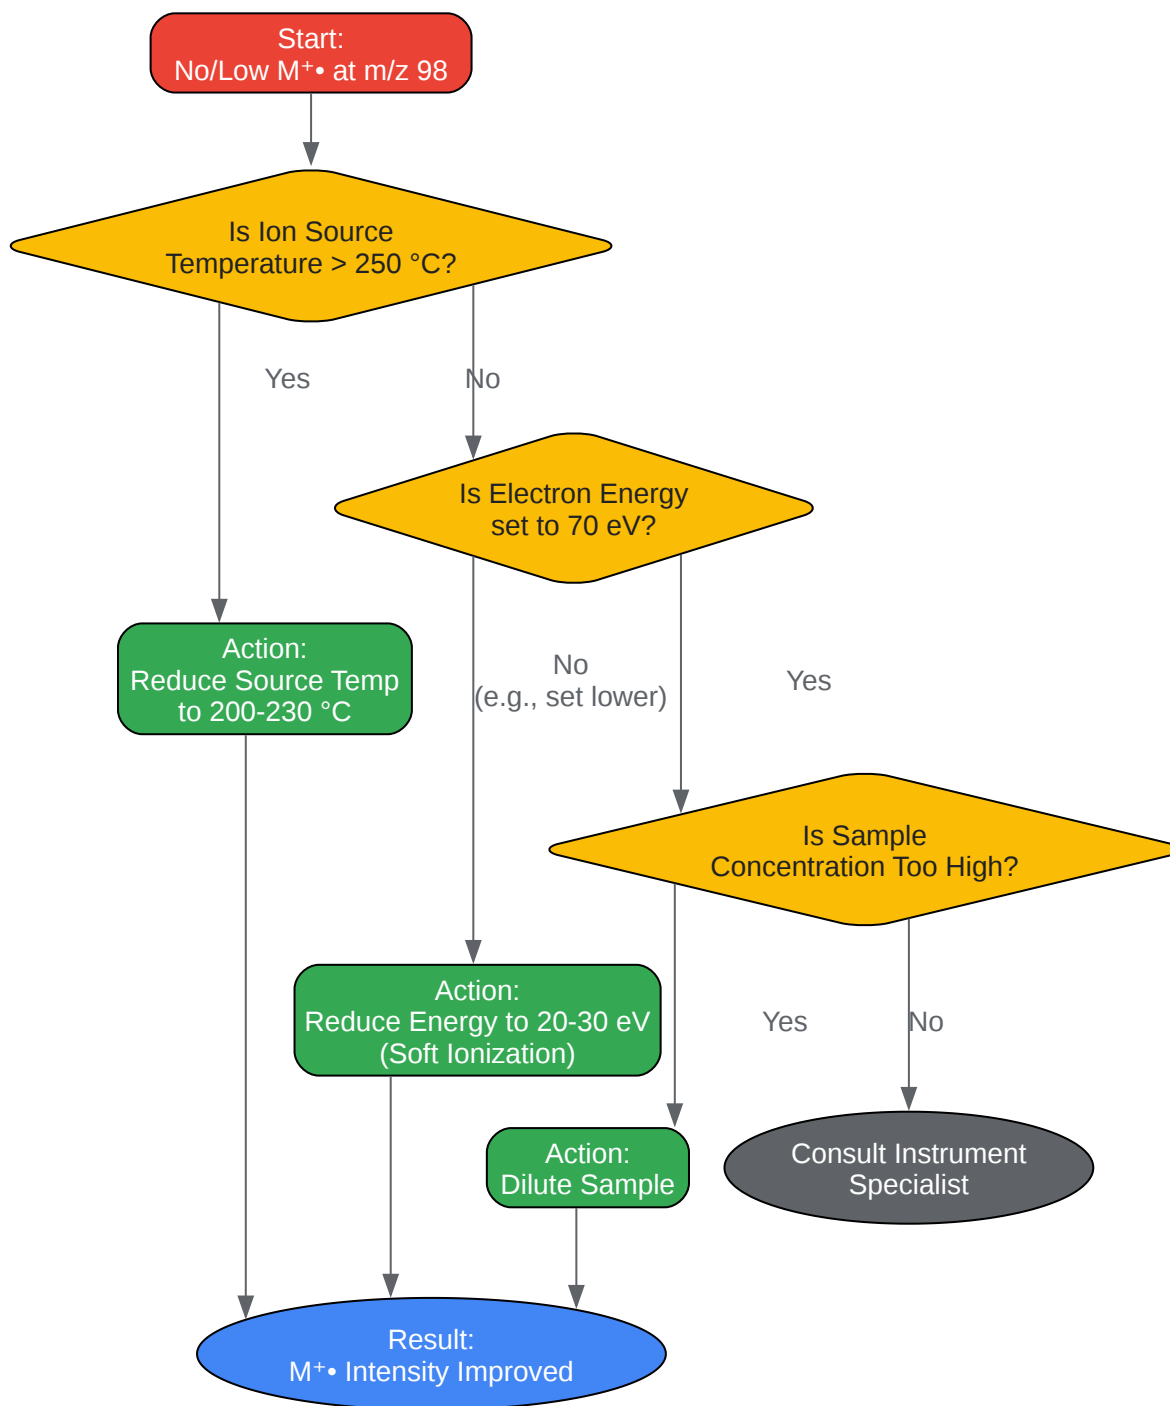 Start:
No/Low M⁺• at m/z 98
Is Ion Source
Temperature > 250 °C?
Yes
No
Is Electron Energy
set to 70 eV?
Action:
Reduce Source Temp
to 200-230 °C
No
(e.g., set lower)
Yes
Is Sample
Concentration Too High?
Action:
Reduce Energy to 20-30 eV
(Soft Ionization)
Yes
No
Action:
Dilute Sample
Consult Instrument
Specialist
Result:
M⁺• Intensity Improved